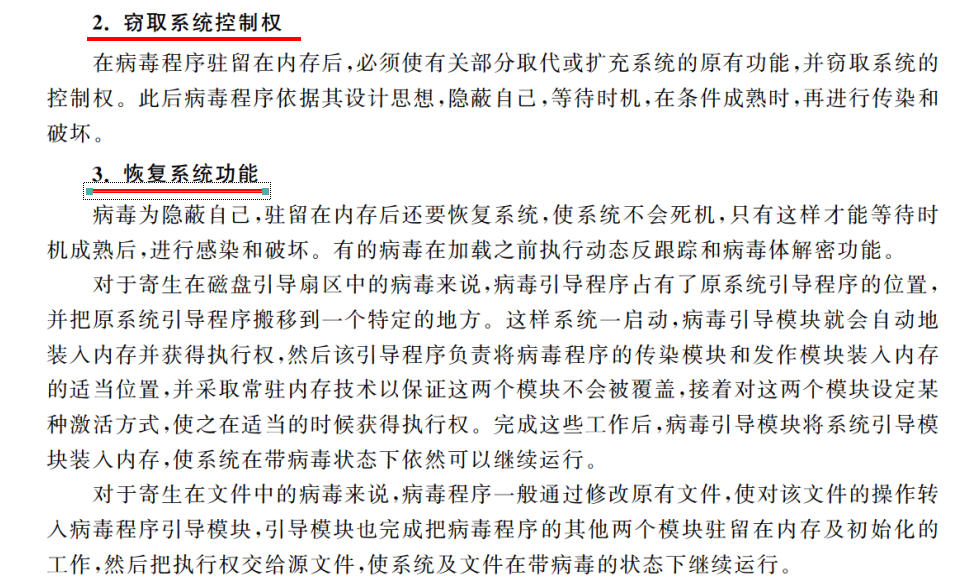 2. 窃取系统控制权
在病毒程序驻留在内存后,必须使有关部分取代或扩充系统的原有功能,并窃取系统的
控制权。此后病毒程序依据其设计思想,隐蔽自己,等待时机,在条件成熟时,再进行传染和
破坏。
3. 恢复系统功能
病毒为隐蔽自己,驻留在内存后还要恢复系统,使系统不会死机,只有这样才能等待时
机成熟后,进行感染和破坏。有的病毒在加载之前执行动态反跟踪和病毒体解密功能。
对于寄生在磁盘引导扇区中的病毒来说,病毒引导程序占有了原系统引导程序的位置,
并把原系统引导程序搬移到一个特定的地方。这样系统一启动,病毒引导模块就会自动地
装入内存并获得执行权,然后该引导程序负责将病毒程序的传染模块和发作模块装入内存
的适当位置,并采取常驻内存技术以保证这两个模块不会被覆盖,接着对这两个模块设定某
种激活方式,使之在适当的时候获得执行权。完成这些工作后,病毒引导模块将系统引导模
块装入内存,使系统在带病毒状态下依然可以继续运行。
对于寄生在文件中的病毒来说,病毒程序一般通过修改原有文件,使对该文件的操作转
入病毒程序引导模块,引导模块也完成把病毒程序的其他两个模块驻留在内存及初始化的
工作,然后把执行权交给源文件,使系统及文件在带病毒的状态下继续运行。